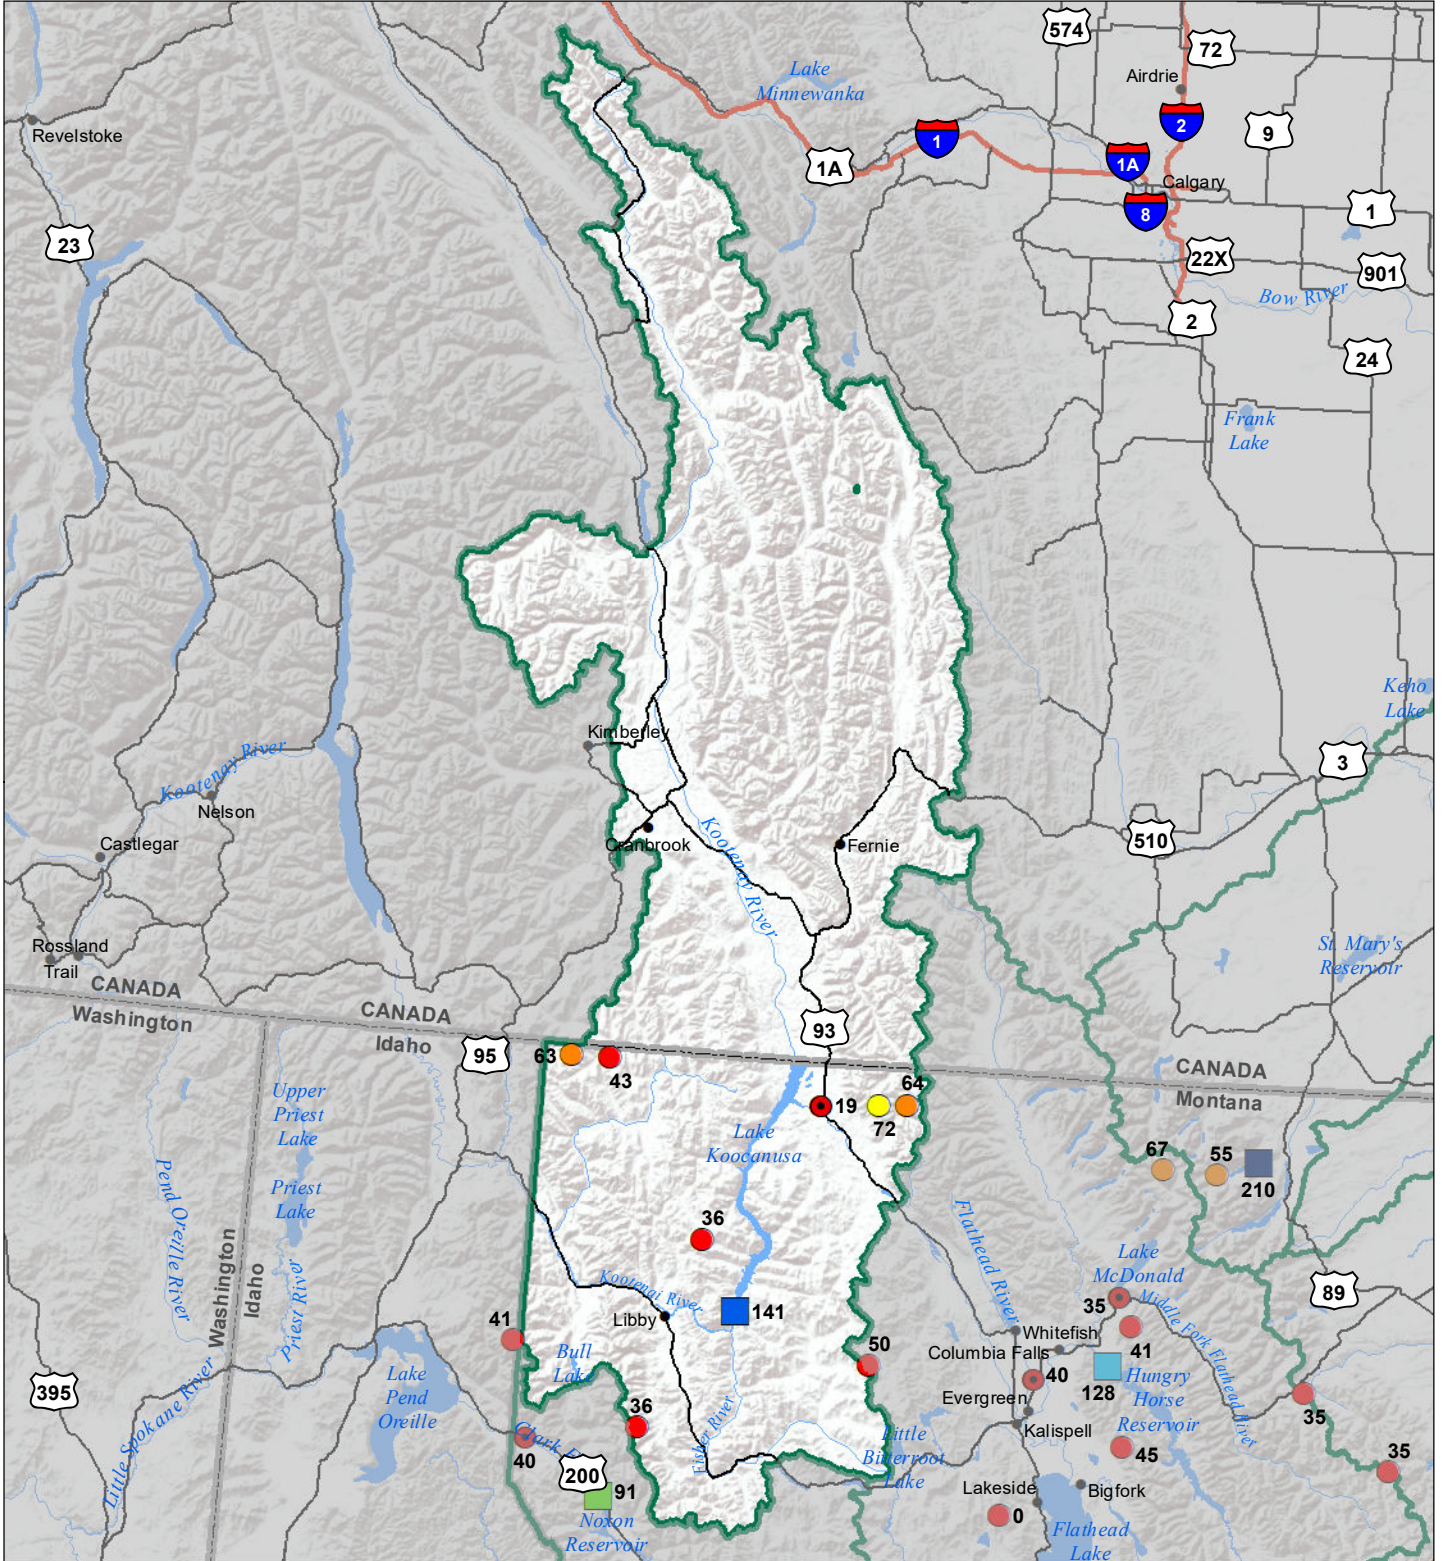 574
72
Airdrie
Lake
Minnewanka
2
9
1
1A
1A
Revelstoke
Calgary
8
1
23
22X
901
Bow River
2
24
Frank
Lake
Keho
Lake
Kimberley
3
Kootenay River
Nelson
Castlegar
Cranbrook
Kootenay River
Fernie
510
Rossland
Trail
St. Mary's
Reservoir
CANADA
Washington
CANADA
Idaho
95
93
63
43
64
CANADA
Montana
Upper
Priest
Lake
19
72
Lake
Koocanusa
67
55
210
Pend Oreille River
Priest
Lake
36
Flathead River
Lake
McDonald
Washington
Idaho
Priest River
Kootenai River
141
Libby
35
Middle Fork Flathead River
89
41
Bull
Lake
50
Whitefish
Columbia Falls
41
128
Hungry
Horse
Reservoir
40
Evergreen
Kalispell
35
395
Little Spokane River
Lake
Pend
Oreille
36
Fisher River
Little
Bitterroot
Lake
45
35
40
200
91
Noxon
Reservoir
Lakeside
Bigfork
0
Flathead
Lake